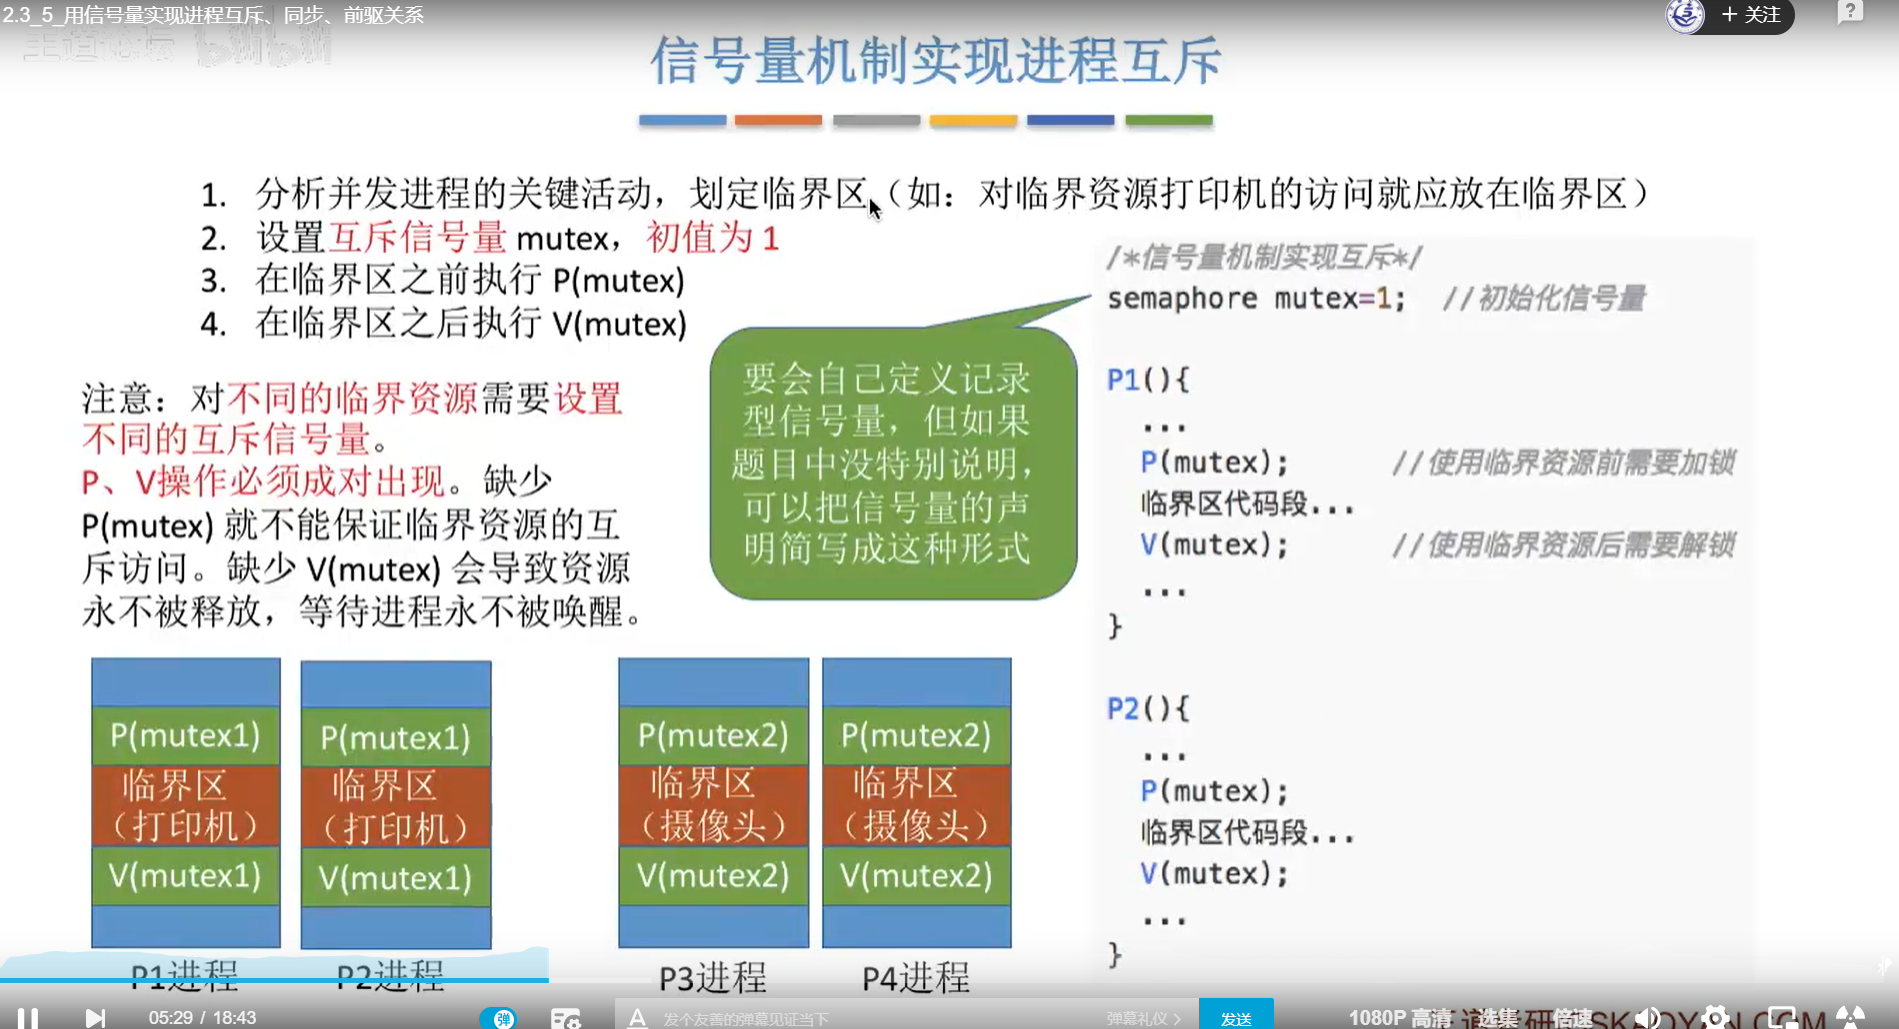 2.3_5_用信号量实现进程互斥、同步、前驱关系
+ 关注
王道论坛 bilibili
信号量机制实现进程互斥
1. 分析并发进程的关键活动，划定临界区（如：对临界资源打印机的访问就应放在临界区）
2. 设置互斥信号量 mutex，初值为 1
3. 在临界区之前执行 P(mutex)
4. 在临界区之后执行 V(mutex)
注意：对不同的临界资源需要设置
不同的互斥信号量。
P、V操作必须成对出现。缺少
P(mutex) 就不能保证临界资源的互
斥访问。缺少 V(mutex) 会导致资源
永不被释放，等待进程永不被唤醒。
要会自己定义记录
型信号量，但如果
题目中没特别说明，
可以把信号量的声
明简写成这种形式
/*信号量机制实现互斥*/
semaphore mutex=1; //初始化信号量
P1(){
...
P(mutex); //使用临界资源前需要加锁
临界区代码段...
V(mutex); //使用临界资源后需要解锁
...
}
P2(){
...
P(mutex);
临界区代码段...
V(mutex);
...
}
P(mutex1)
临界区
（打印机）
V(mutex1)
P1进程
P(mutex1)
临界区
（打印机）
V(mutex1)
P2进程
P(mutex2)
临界区
（摄像头）
V(mutex2)
P3进程
P(mutex2)
临界区
（摄像头）
V(mutex2)
P4进程
05:29 / 18:43
弹
A 发个友善的弹幕见证当下
弹幕礼仪 >
发送
1080P 高清
选集
倍速